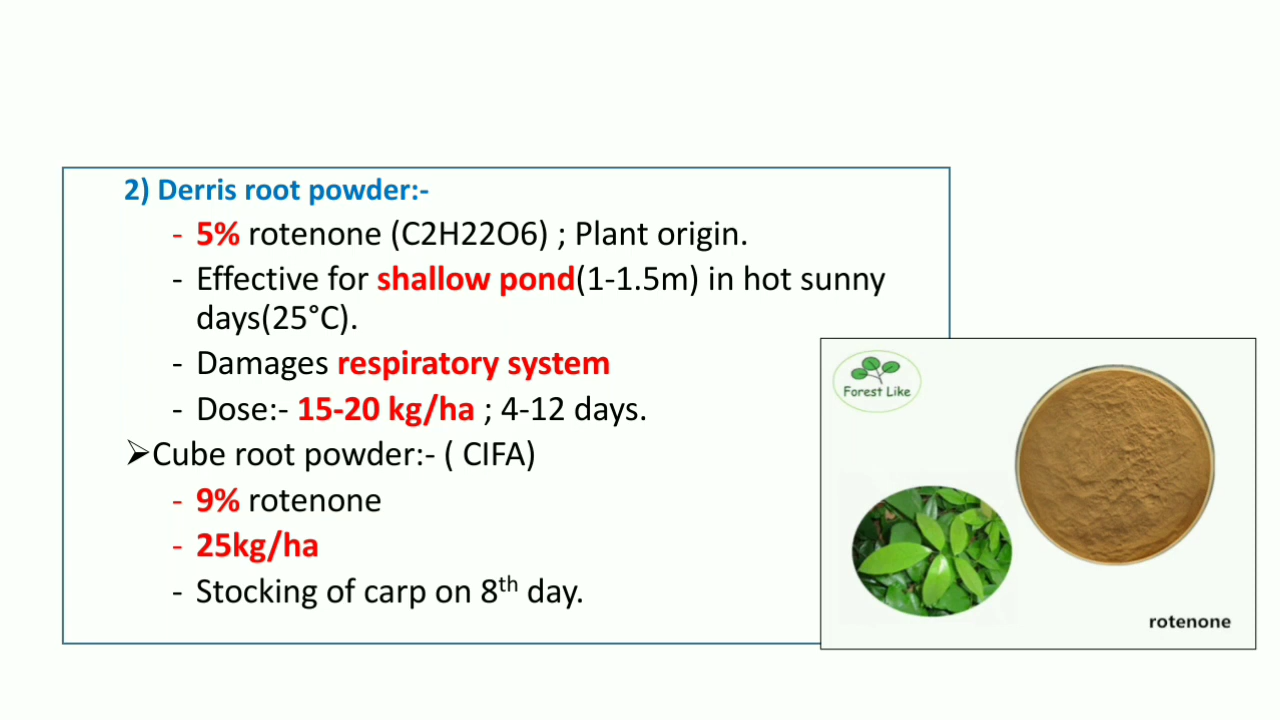 2) Derris root powder:-
- 5% rotenone (C2H22O6) ; Plant origin.
- Effective for shallow pond(1-1.5m) in hot sunny
days(25°C).
- Damages respiratory system
- Dose:- 15-20 kg/ha ; 4-12 days.
➢Cube root powder:- ( CIFA)
- 9% rotenone
- 25kg/ha
- Stocking of carp on 8th day.
Forest Like
rotenone